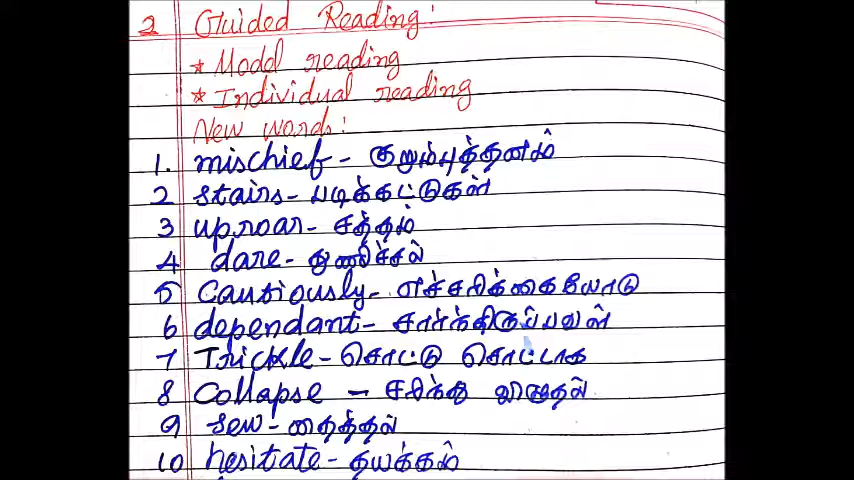 2 Guided Reading:
* Model reading
* Individual reading
New words:
1. mischief - குறும்புத்தனம்
2 stairs - படிக்கட்டுகள்
3 uproar - சத்தம்
4 dare - துணிச்சல்
5 Cautiously - எச்சரிக்கையோடு
6 dependant - சார்ந்திருப்பவன்
7 Trickle - சொட்டு சொட்டாக
8 Collapse - சரிந்து விழுதல்
9 sew - தைத்தல்
10 hesitate - தயக்கம்